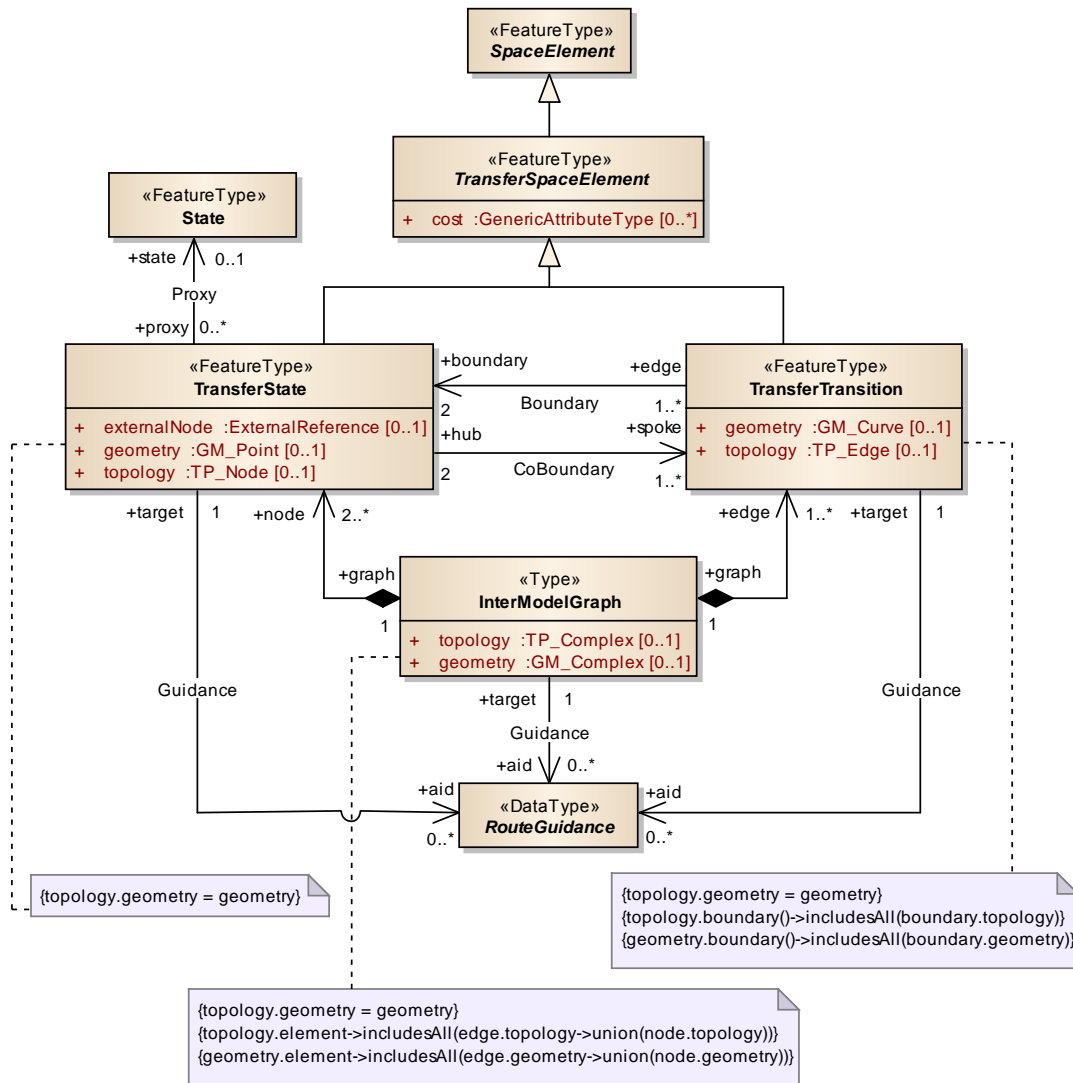 «FeatureType»
SpaceElement
«FeatureType»
TransferSpaceElement
+ cost :GenericAttributeType [0..*]
«FeatureType»
State
+state 0..1
Proxy
+proxy 0..*
«FeatureType»
TransferState
+ externalNode :ExternalReference [0..1]
+ geometry :GM_Point [0..1]
+ topology :TP_Node [0..1]
+boundary +edge
2 Boundary 1..*
+hub +spoke
2 CoBoundary 1..*
«FeatureType»
TransferTransition
+ geometry :GM_Curve [0..1]
+ topology :TP_Edge [0..1]
+target 1
+node 2..*
+edge 1..*
+target 1
+graph
1
«Type»
InterModelGraph
+ topology :TP_Complex [0..1]
+ geometry :GM_Complex [0..1]
+graph
1
Guidance
+target 1
Guidance
+aid 0..*
Guidance
+aid
0..*
«DataType»
RouteGuidance
+aid
0..*
{topology.geometry = geometry}
{topology.geometry = geometry}
{topology.boundary()->includesAll(boundary.topology)}
{geometry.boundary()->includesAll(boundary.geometry)}
{topology.geometry = geometry}
{topology.element->includesAll(edge.topology->union(node.topology))}
{geometry.element->includesAll(edge.geometry->union(node.geometry))}